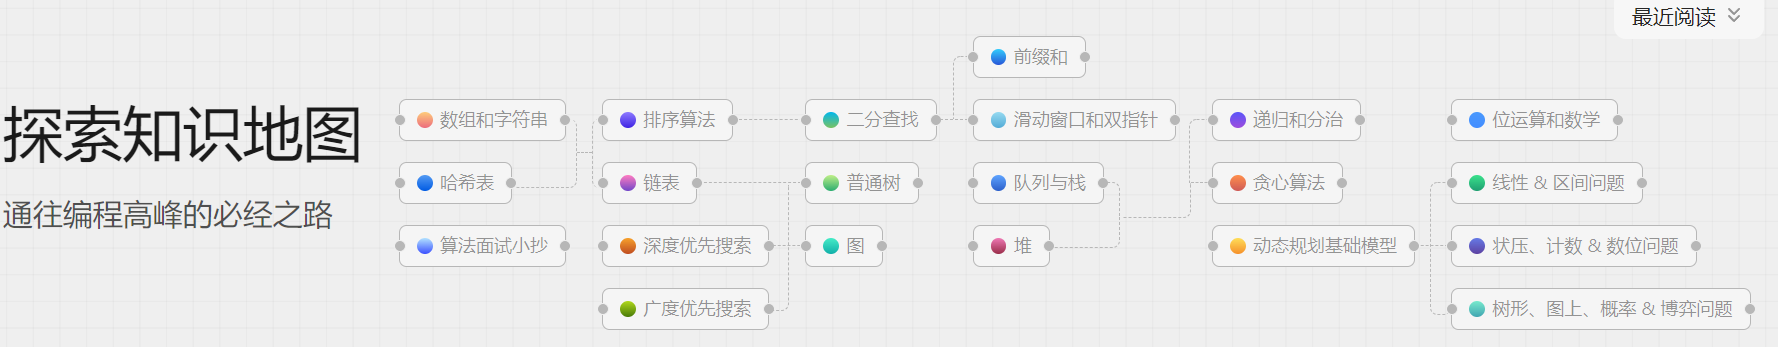 最近阅读
探索知识地图
通往编程高峰的必经之路
数组和字符串
哈希表
算法面试小抄
排序算法
链表
深度优先搜索
广度优先搜索
二分查找
普通树
图
前缀和
滑动窗口和双指针
队列与栈
堆
递归和分治
贪心算法
动态规划基础模型
位运算和数学
线性 & 区间问题
状压、计数 & 数位问题
树形、图上、概率 & 博弈问题